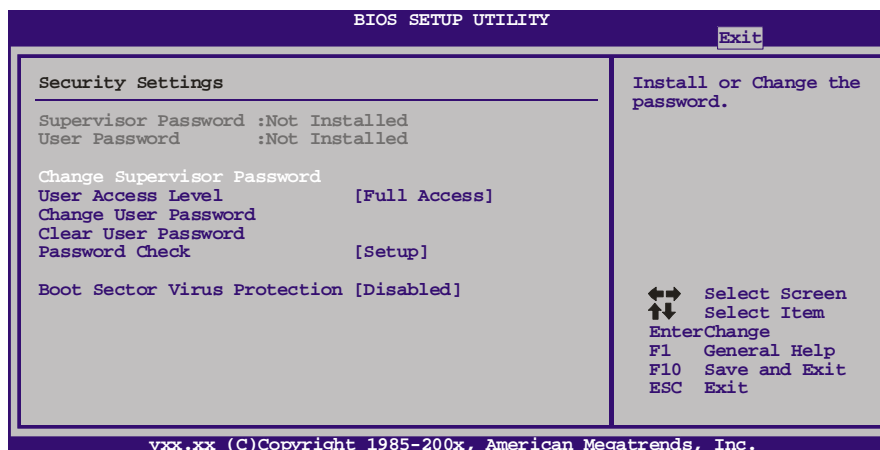 BIOS SETUP UTILITY
Exit
Security Settings
Supervisor Password :Not Installed
User Password :Not Installed
Change Supervisor Password
User Access Level [Full Access]
Change User Password
Clear User Password
Password Check [Setup]
Boot Sector Virus Protection [Disabled]
Install or Change the
password.
Select Screen
Select Item
EnterChange
F1 General Help
F10 Save and Exit
ESC Exit
vxx.xx (C)Copyright 1985-200x, American Megatrends, Inc.